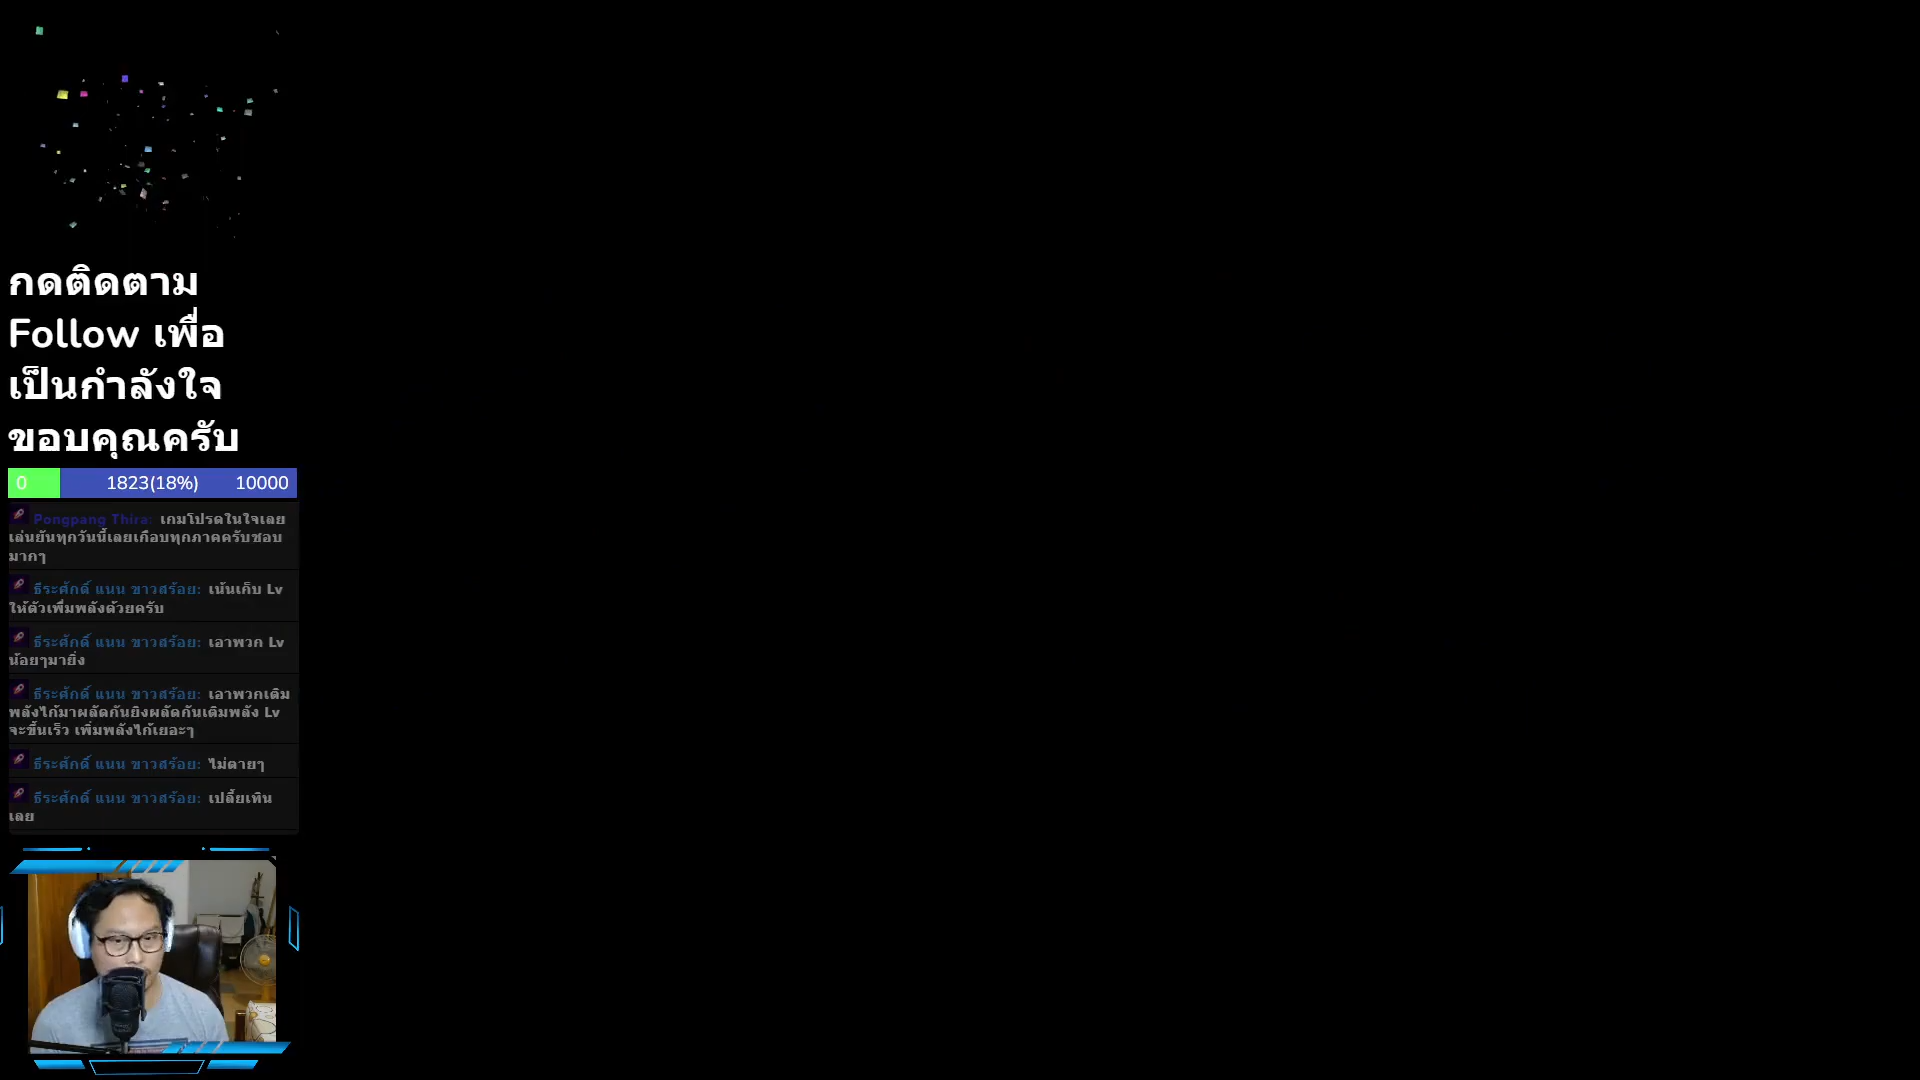 กดติดตาม
Follow เพื่อ
เป็นกำลังใจ
ขอบคุณครับ
0 1823(18%) 10000
Pongpang Thira: เกมโปรดในใจเลย
เล่นยันทุกวันนี้เลยเกือบทุกภาคครับชอบ
มากๆ
ธีระศักดิ์ แนน ขาวสร้อย: เน้นเก็บ Lv
ให้ตัวเพื่มพลังด้วยครับ
ธีระศักดิ์ แนน ขาวสร้อย: เอาพวก Lv
น้อยๆมายิ่ง
ธีระศักดิ์ แนน ขาวสร้อย: เอาพวกเดิม
พลังไก้มาผลัดกันยิงผลัดกันเติมพลัง Lv
จะขึ้นเร็ว เพิ่มพลังไก้เยอะๆ
ธีระศักดิ์ แนน ขาวสร้อย: ไม่ตายๆ
ธีระศักดิ์ แนน ขาวสร้อย: เปลี้ยเทิน
เลย